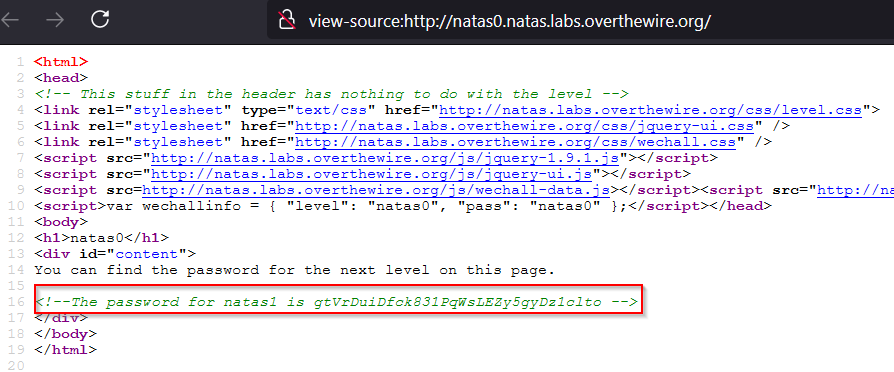 view-source:http://natas0.natas.labs.overthewire.org/
1 <html>
2 <head>
3 <!-- This stuff in the header has nothing to do with the level -->
4 <link rel="stylesheet" type="text/css" href="http://natas.labs.overthewire.org/css/level.css">
5 <link rel="stylesheet" href="http://natas.labs.overthewire.org/css/jquery-ui.css" />
6 <link rel="stylesheet" href="http://natas.labs.overthewire.org/css/wechall.css" />
7 <script src="http://natas.labs.overthewire.org/js/jquery-1.9.1.js"></script>
8 <script src="http://natas.labs.overthewire.org/js/jquery-ui.js"></script>
9 <script src=http://natas.labs.overthewire.org/js/wechall-data.js></script><script src="http://na
10 <script>var wechallinfo = { "level": "natas0", "pass": "natas0" };</script></head>
11 <body>
12 <h1>natas0</h1>
13 <div id="content">
14 You can find the password for the next level on this page.
15
16 <!--The password for natas1 is gtVrDuiDfck831PqWsLEZy5gyDz1clto -->
17 </div>
18 </body>
19 </html>
20